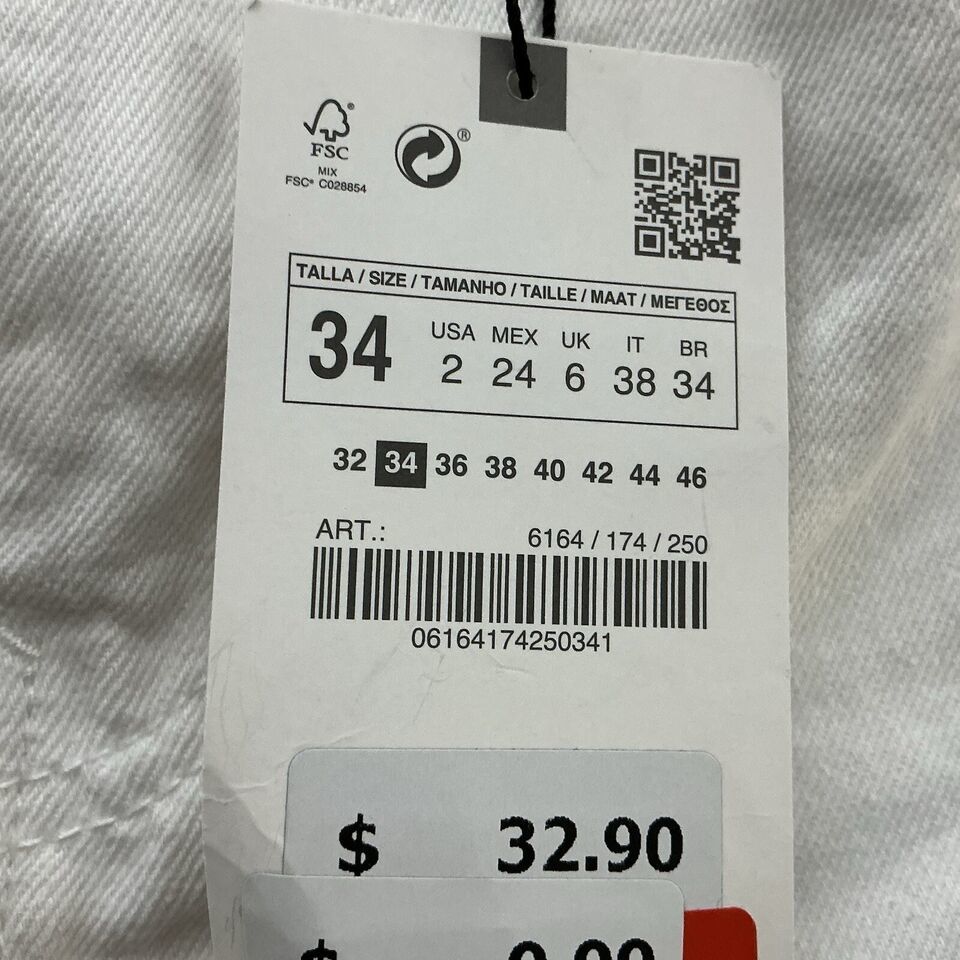 FSC®
MIX
FSC® C028854
®
TALLA / SIZE / TAMANHO / TAILLE / MAAT / ΜΕΓΕΘΟΣ
34
USA MEX UK IT BR
2 24 6 38 34
32 34 36 38 40 42 44 46
ART.: 6164 / 174 / 250
06164174250341
$ 32.90